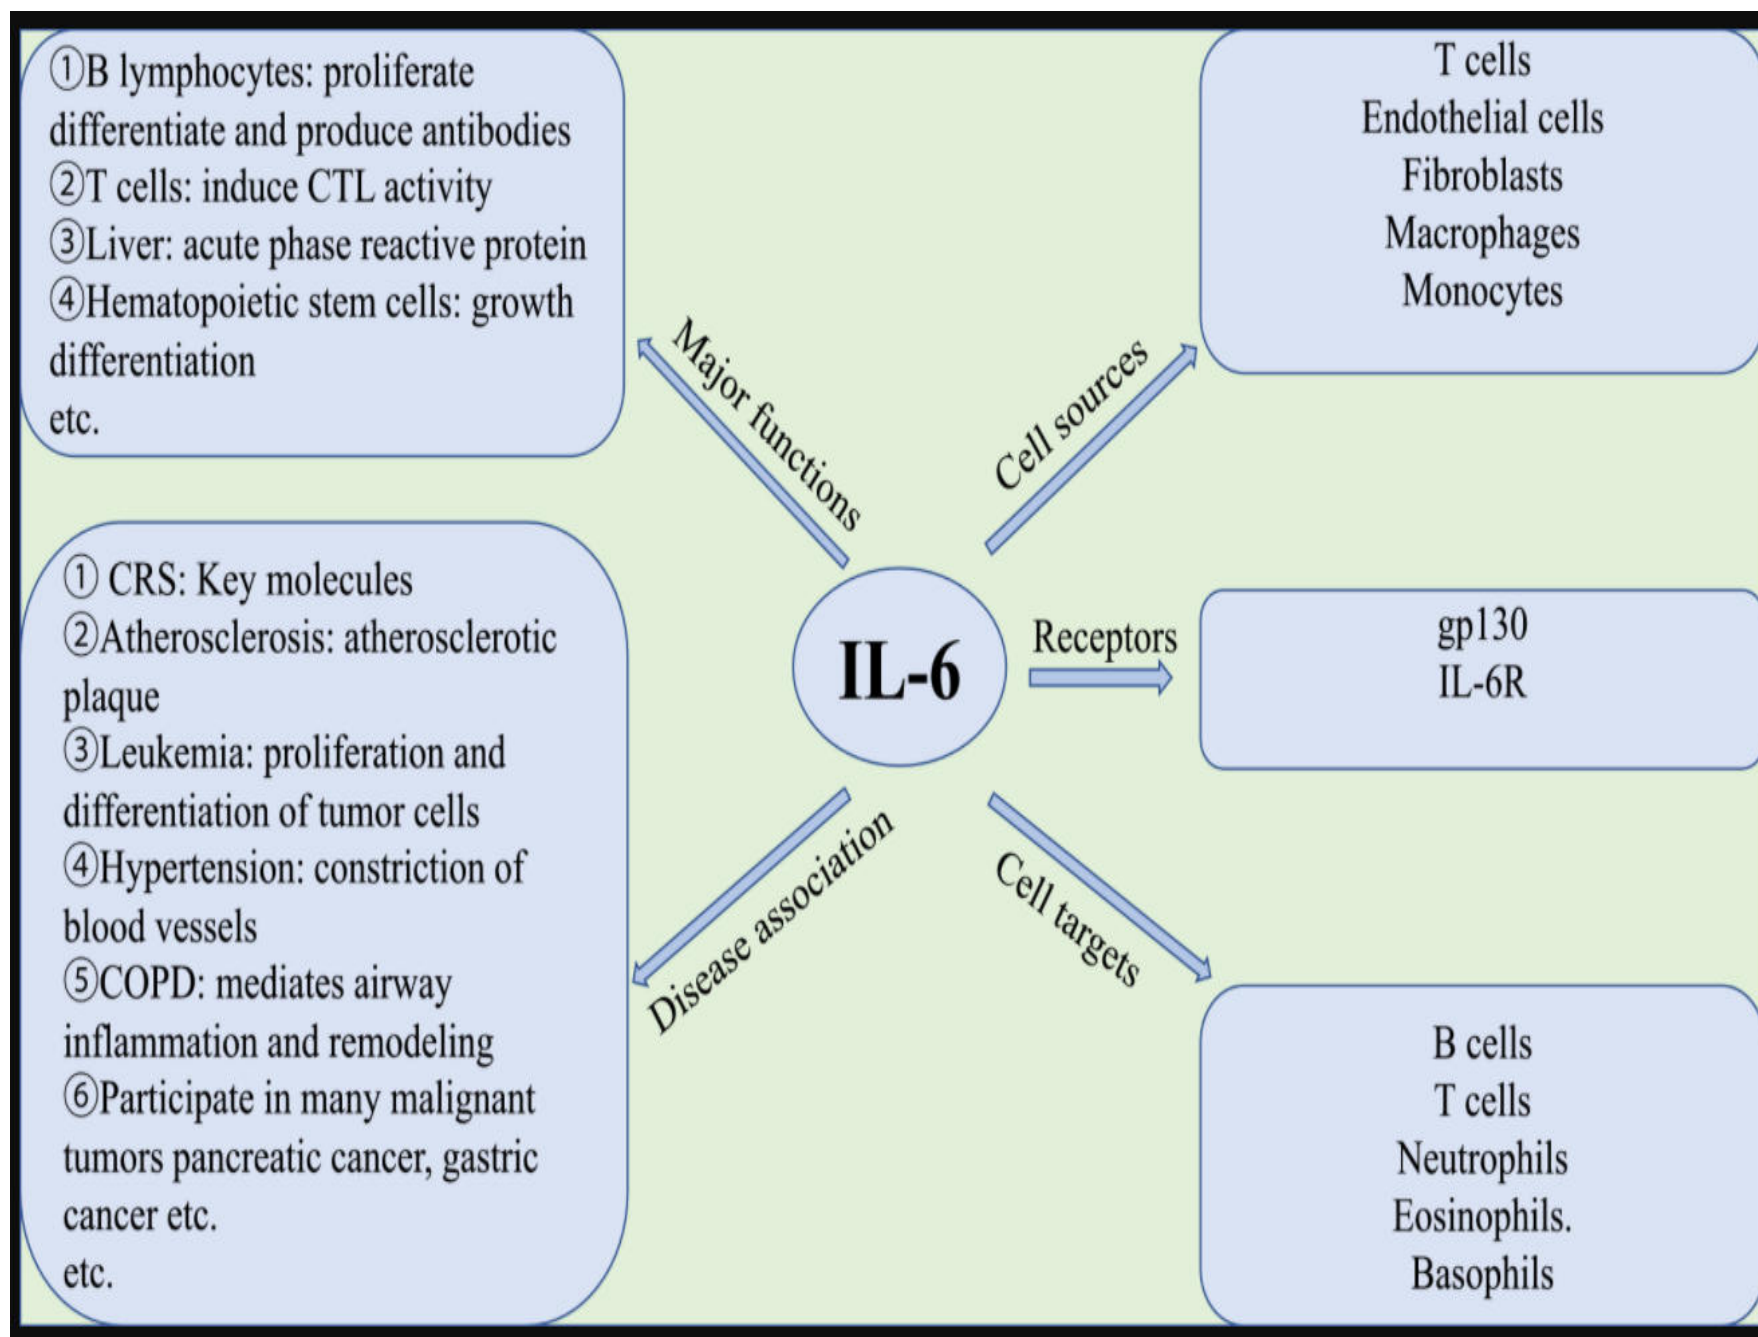 ①B lymphocytes: proliferate
differentiate and produce antibodies
②T cells: induce CTL activity
③Liver: acute phase reactive protein
④Hematopoietic stem cells: growth
differentiation
etc.
T cells
Endothelial cells
Fibroblasts
Macrophages
Monocytes
Major functions
Cell sources
① CRS: Key molecules
②Atherosclerosis: atherosclerotic
plaque
③Leukemia: proliferation and
differentiation of tumor cells
④Hypertension: constriction of
blood vessels
⑤COPD: mediates airway
inflammation and remodeling
⑥Participate in many malignant
tumors pancreatic cancer, gastric
cancer etc.
etc.
IL-6
Receptors
gp130
IL-6R
Disease association
Cell targets
B cells
T cells
Neutrophils
Eosinophils.
Basophils